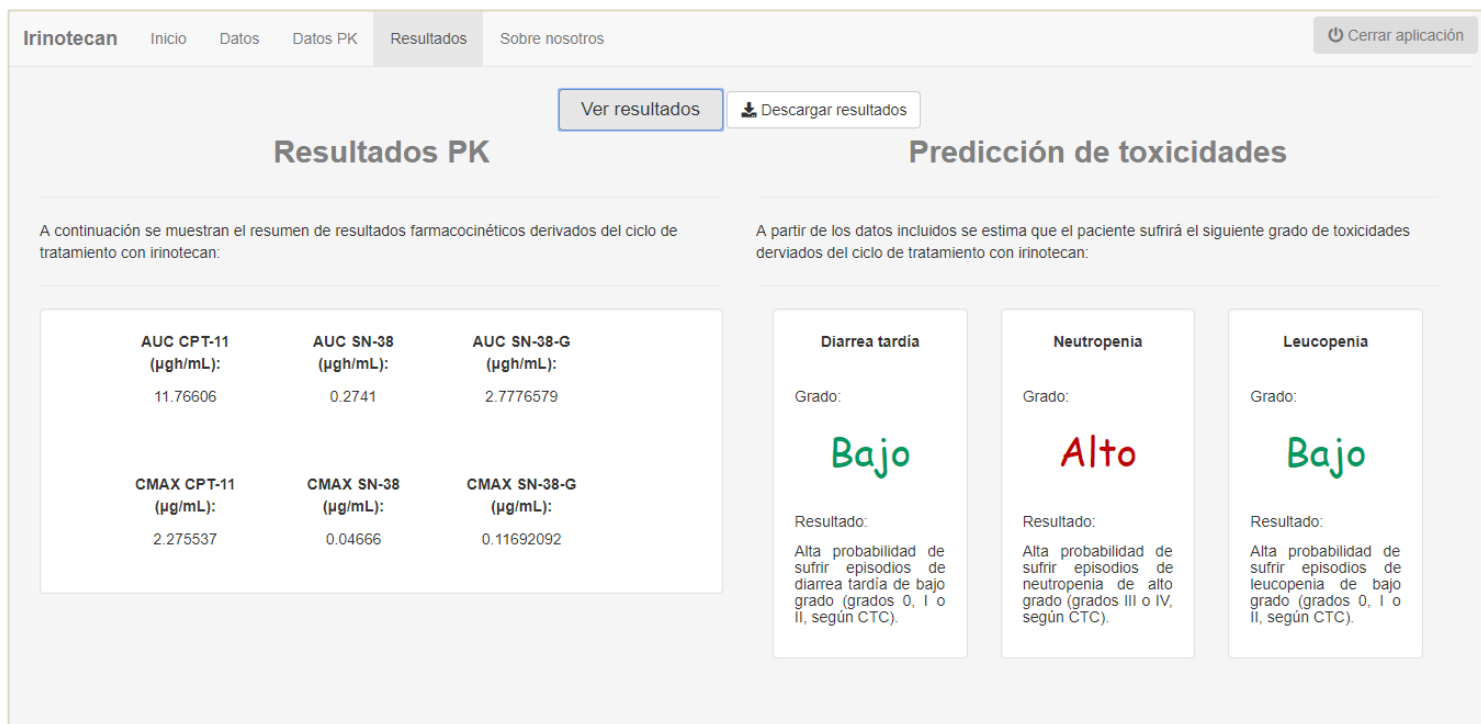 Irinotecan Inicio Datos Datos PK Resultados Sobre nosotros Cerrar aplicación
Ver resultados Descargar resultados
Resultados PK
A continuación se muestran el resumen de resultados farmacocinéticos derivados del ciclo de
tratamiento con irinotecan:
AUC CPT-11
(µgh/mL):
11.76606
AUC SN-38
(µgh/mL):
0.2741
AUC SN-38-G
(µgh/mL):
2.7776579
CMAX CPT-11
(µg/mL):
2.275537
CMAX SN-38
(µg/mL):
0.04666
CMAX SN-38-G
(µg/mL):
0.11692092
Predicción de toxicidades
A partir de los datos incluidos se estima que el paciente sufrirá el siguiente grado de toxicidades
derviados del ciclo de tratamiento con irinotecan:
Diarrea tardía
Grado:
Bajo
Resultado:
Alta probabilidad de
sufrir episodios de
diarrea tardía de bajo
grado (grados 0, I o
II, según CTC).
Neutropenia
Grado:
Alto
Resultado:
Alta probabilidad de
sufrir episodios de
neutropenia de alto
grado (grados III o IV,
según CTC).
Leucopenia
Grado:
Bajo
Resultado:
Alta probabilidad de
sufrir episodios de
leucopenia de bajo
grado (grados 0, I o
II, según CTC).